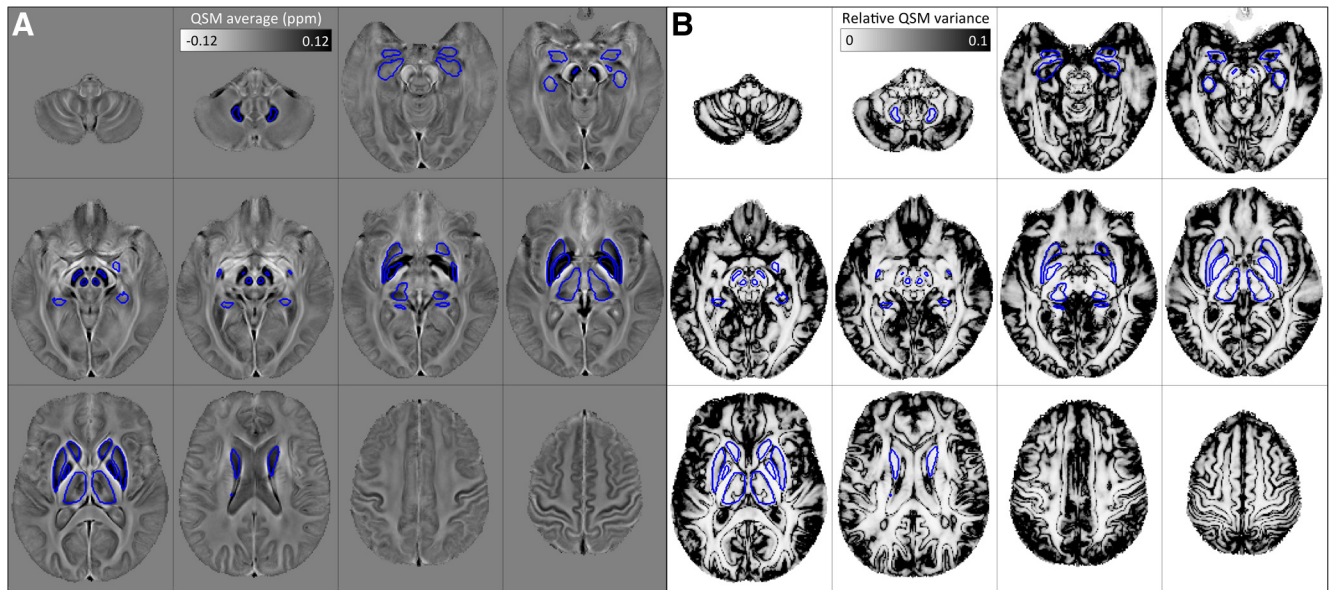 A
QSM average (ppm)
-0.12 0.12
B
Relative QSM variance
0 0.1